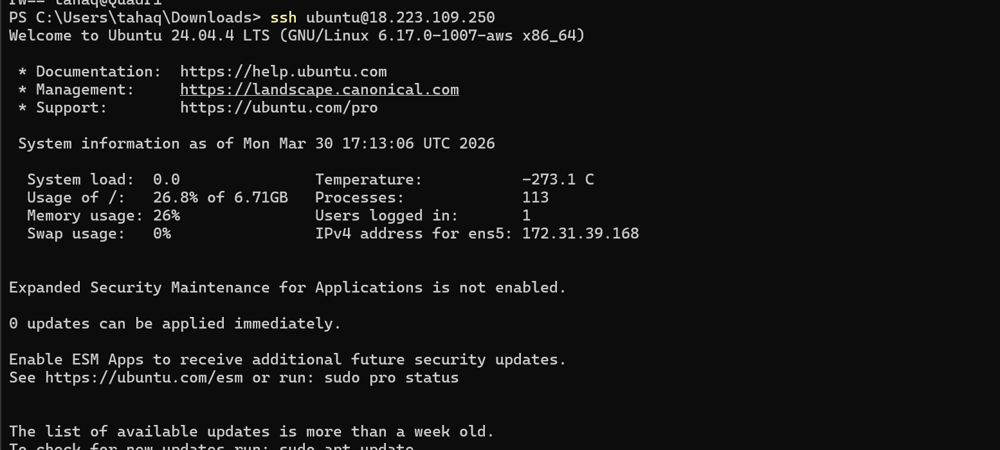 rw== tahaq@Quadri
PS C:\Users\tahaq\Downloads> ssh ubuntu@18.223.109.250
Welcome to Ubuntu 24.04.4 LTS (GNU/Linux 6.17.0-1007-aws x86_64)
* Documentation:  https://help.ubuntu.com
* Management:     https://landscape.canonical.com
* Support:        https://ubuntu.com/pro
System information as of Mon Mar 30 17:13:06 UTC 2026
System load:  0.0               Temperature:           -273.1 C
Usage of /:   26.8% of 6.71GB   Processes:             113
Memory usage: 26%               Users logged in:       1
Swap usage:   0%                IPv4 address for ens5: 172.31.39.168
Expanded Security Maintenance for Applications is not enabled.
0 updates can be applied immediately.
Enable ESM Apps to receive additional future security updates.
See https://ubuntu.com/esm or run: sudo pro status
The list of available updates is more than a week old.
To check for new updates run: sudo apt update